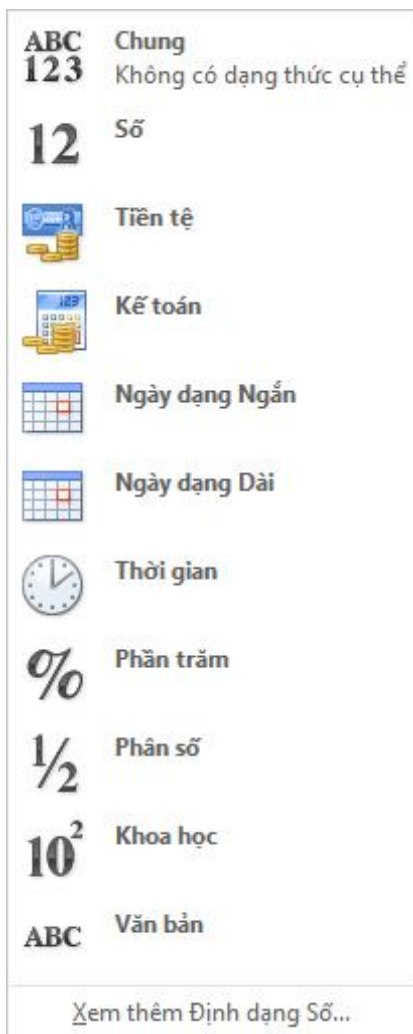 ABC
123
Chung
Không có dạng thức cụ thể
12
Số
Tiền tệ
123
Kế toán
Ngày dạng Ngắn
Ngày dạng Dài
Thời gian
%
Phần trăm
1/2
Phân số
10²
Khoa học
ABC
Văn bản
Xem thêm Định dạng Số...